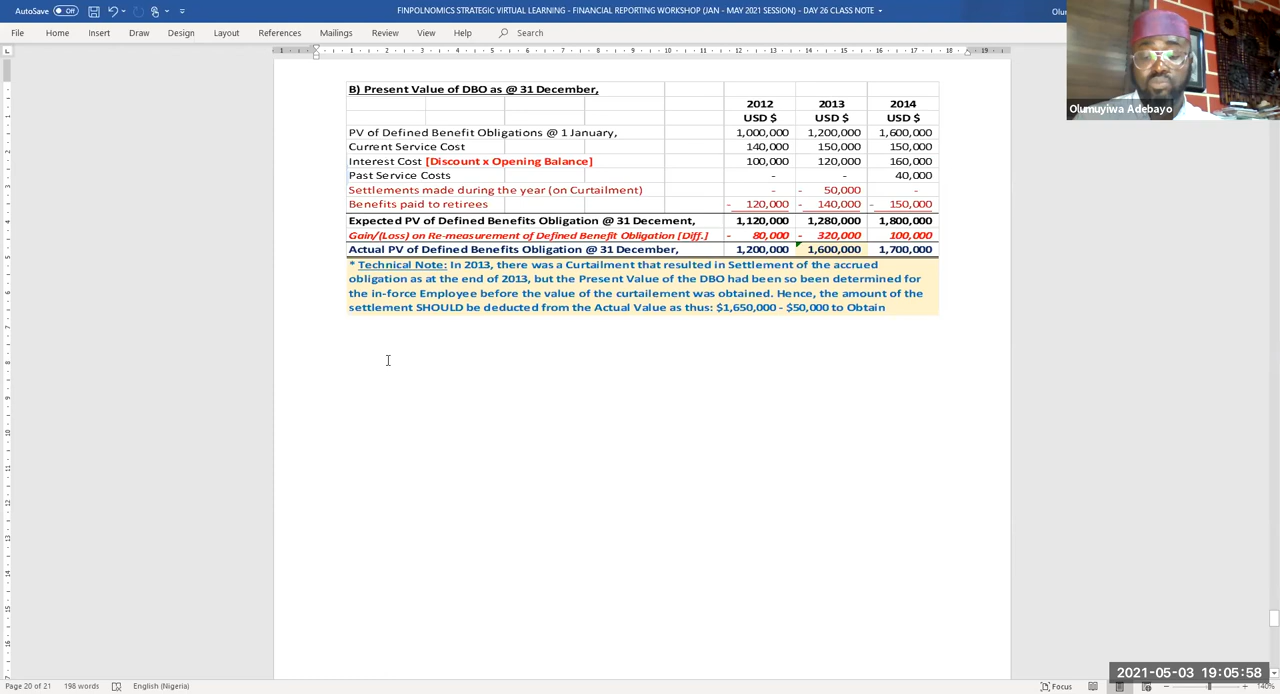 AutoSave Off
FINPOLNOMICS STRATEGIC VIRTUAL LEARNING - FINANCIAL REPORTING WORKSHOP (JAN - MAY 2021 SESSION) - DAY 26 CLASS NOTE
Olumuyiwa Adebayo
File Home Insert Draw Design Layout References Mailings Review View Help Search
B) Present Value of DBO as @ 31 December,
2012 2013 2014
USD $ USD $ USD $
PV of Defined Benefit Obligations @ 1 January, 1,000,000 1,200,000 1,600,000
Current Service Cost 140,000 150,000 150,000
Interest Cost [Discount x Opening Balance] 100,000 120,000 160,000
Past Service Costs - - 40,000
Settlements made during the year (on Curtailment) - - 50,000 -
Benefits paid to retirees - 120,000 - 140,000 - 150,000
Expected PV of Defined Benefits Obligation @ 31 Decement, 1,120,000 1,280,000 1,800,000
Gain/(Loss) on Re-measurement of Defined Benefit Obligation [Diff.] - 80,000 - 320,000 100,000
Actual PV of Defined Benefits Obligation @ 31 December, 1,200,000 1,600,000 1,700,000
* Technical Note: In 2013, there was a Curtailment that resulted in Settlement of the accrued
obligation as at the end of 2013, but the Present Value of the DBO had been so been determined for
the in-force Employee before the value of the curtailement was obtained. Hence, the amount of the
settlement SHOULD be deducted from the Actual Value as thus: $1,650,000 - $50,000 to Obtain
2021-05-03 19:05:58
Page 20 of 21 198 words English (Nigeria) Focus 140%